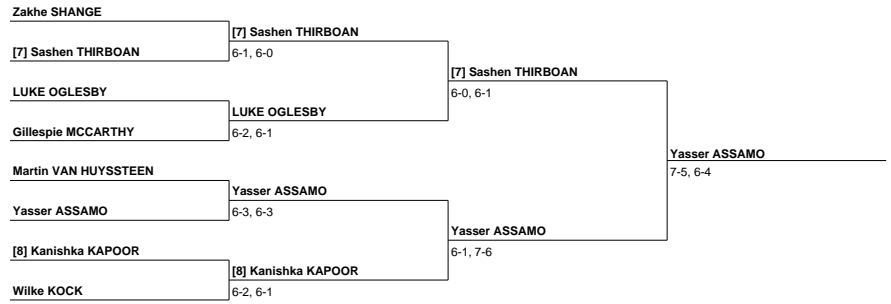 Zakhe SHANGE
[7] Sashen THIRBOAN
[7] Sashen THIRBOAN
6-1, 6-0
[7] Sashen THIRBOAN
6-0, 6-1
LUKE OGLESBY
LUKE OGLESBY
Gillespie MCCARTHY
6-2, 6-1
Yasser ASSAMO
7-5, 6-4
Martin VAN HUYSSTEEN
Yasser ASSAMO
Yasser ASSAMO
6-3, 6-3
Yasser ASSAMO
6-1, 7-6
[8] Kanishka KAPOOR
[8] Kanishka KAPOOR
Wilke KOCK
6-2, 6-1